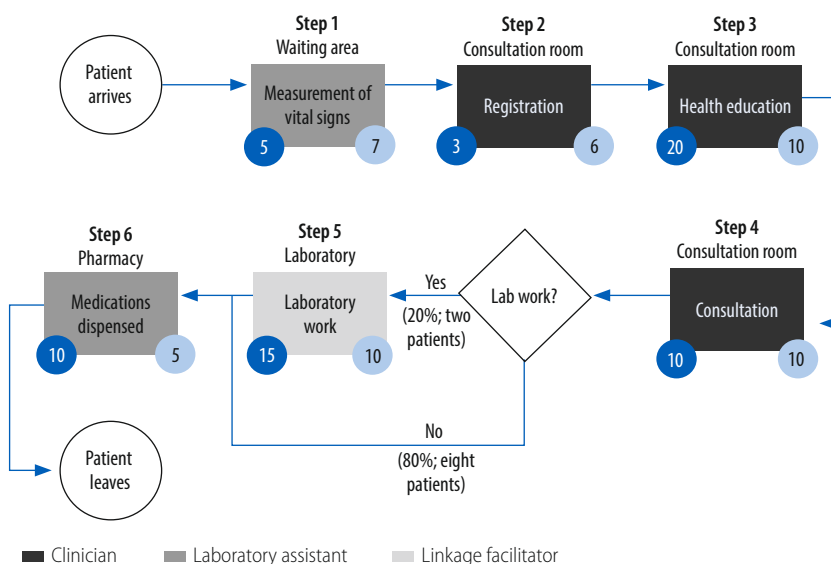 Patient
arrives
Step 1
Waiting area
Measurement of
vital signs
5
7
Step 2
Consultation room
Registration
3
6
Step 3
Consultation room
Health education
20
10
Step 4
Consultation room
Consultation
10
10
Lab work?
Yes
(20%; two
patients)
No
(80%; eight
patients)
Step 5
Laboratory
Laboratory
work
15
10
Step 6
Pharmacy
Medications
dispensed
10
5
Patient
leaves
Clinician
Laboratory assistant
Linkage facilitator